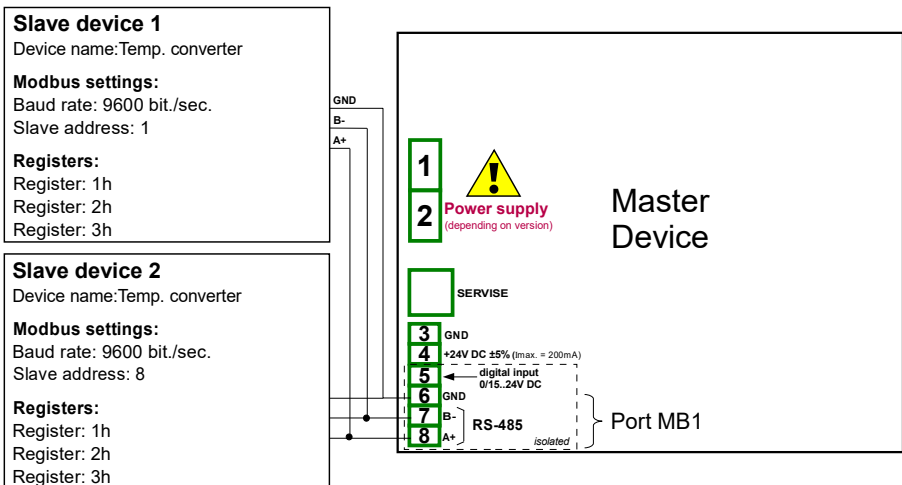 Slave device 1
Device name:Temp. converter
Modbus settings:
Baud rate: 9600 bit./sec.
Slave address: 1
Registers:
Register: 1h
Register: 2h
Register: 3h
GND
B-
A+
Slave device 2
Device name:Temp. converter
Modbus settings:
Baud rate: 9600 bit./sec.
Slave address: 8
Registers:
Register: 1h
Register: 2h
Register: 3h
1
2
!
Power supply
(depending on version)
Master
Device
SERVISE
3 GND
4 +24V DC ±5% (Imax. = 200mA)
5 digital input
0/15..24V DC
6 GND
7 B-
8 A+
RS-485
isolated
Port MB1